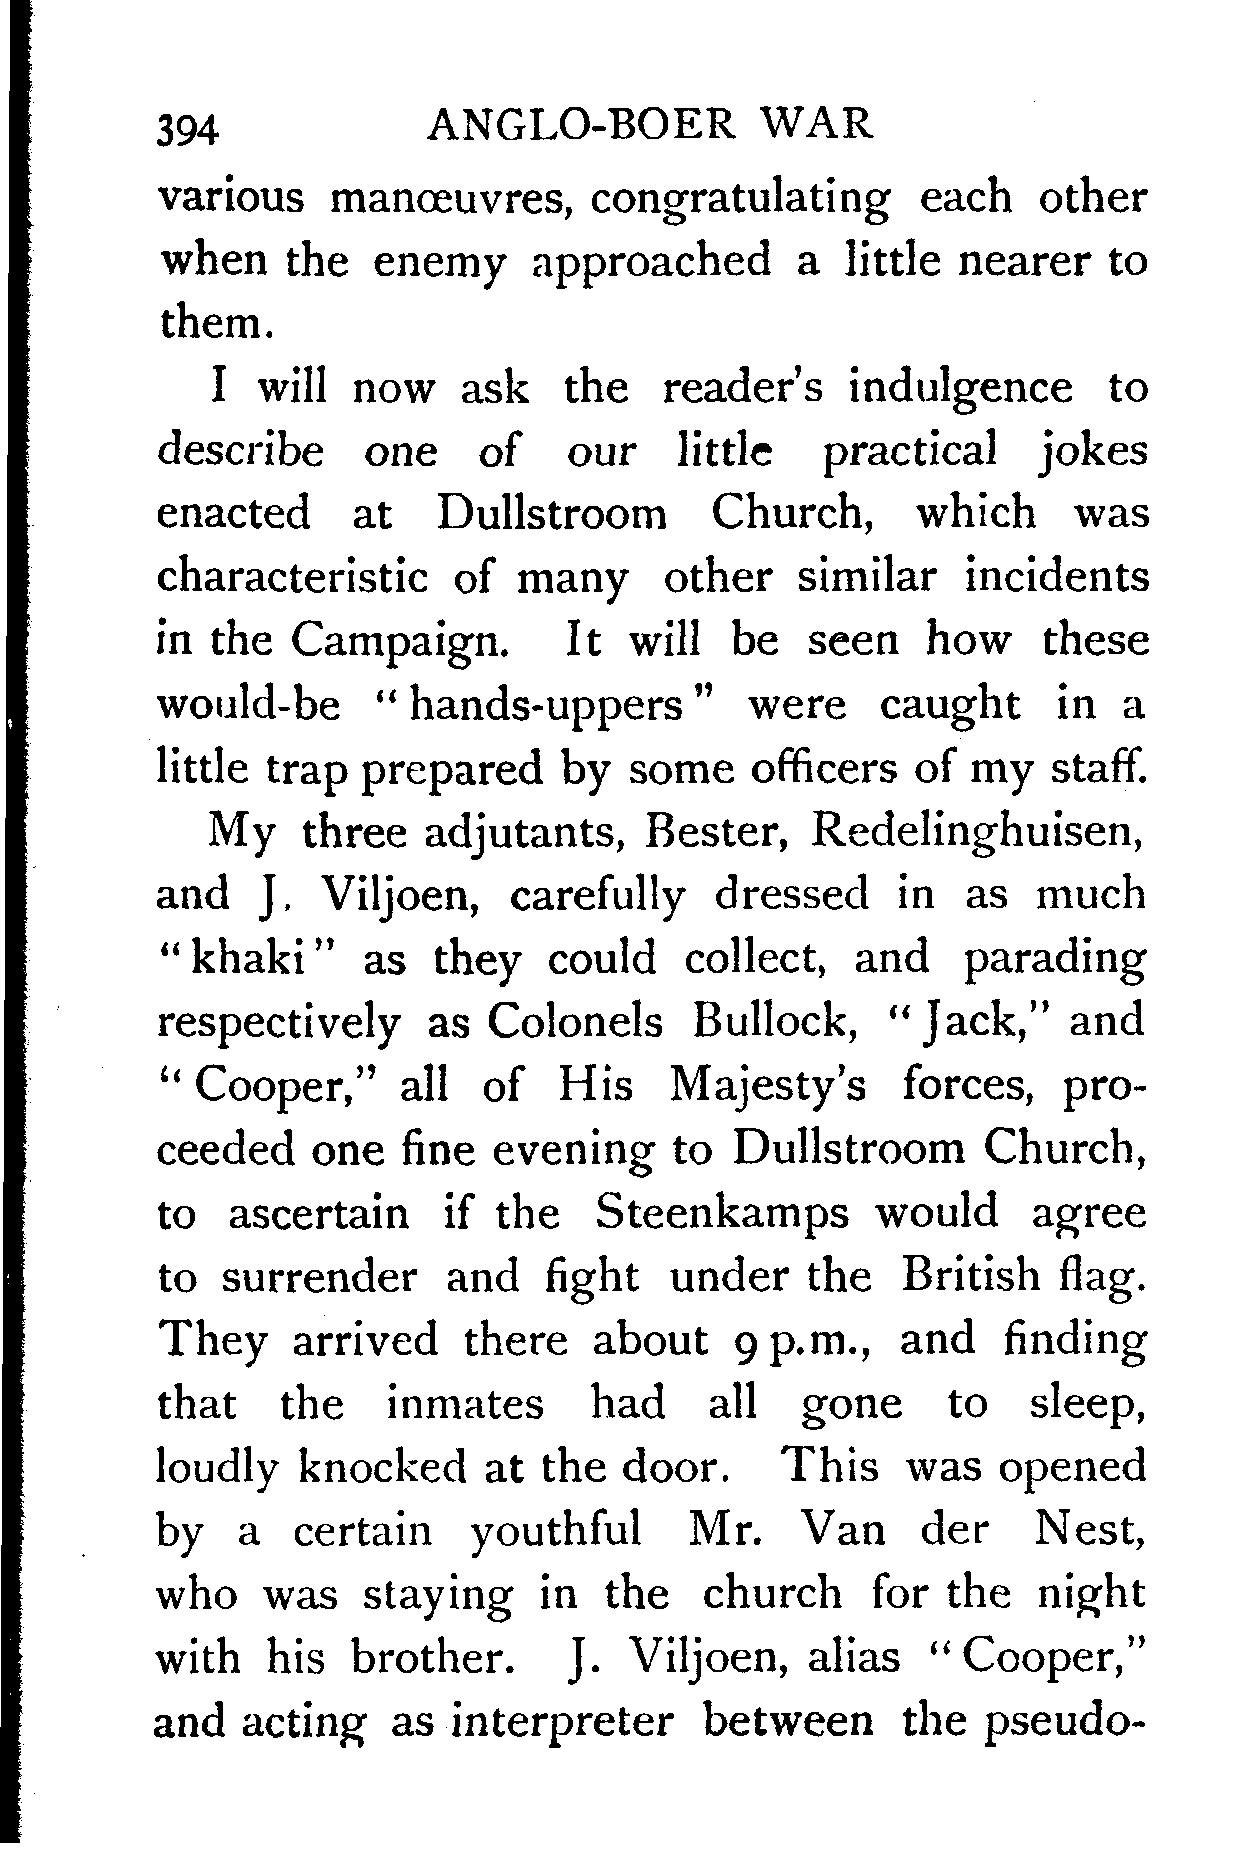 394 ANGLO-BOER WAR
various manœuvres, congratulating each other
when the enemy approached a little nearer to
them.
I will now ask the reader's indulgence to
describe one of our little practical jokes
enacted at Dullstroom Church, which was
characteristic of many other similar incidents
in the Campaign. It will be seen how these
would-be "hands-uppers" were caught in a
little trap prepared by some officers of my staff.
My three adjutants, Bester, Redelinghuisen,
and J. Viljoen, carefully dressed in as much
"khaki" as they could collect, and parading
respectively as Colonels Bullock, "Jack," and
"Cooper," all of His Majesty's forces, pro-
ceeded one fine evening to Dullstroom Church,
to ascertain if the Steenkamps would agree
to surrender and fight under the British flag.
They arrived there about 9 p.m., and finding
that the inmates had all gone to sleep,
loudly knocked at the door. This was opened
by a certain youthful Mr. Van der Nest,
who was staying in the church for the night
with his brother. J. Viljoen, alias "Cooper,"
and acting as interpreter between the pseudo-